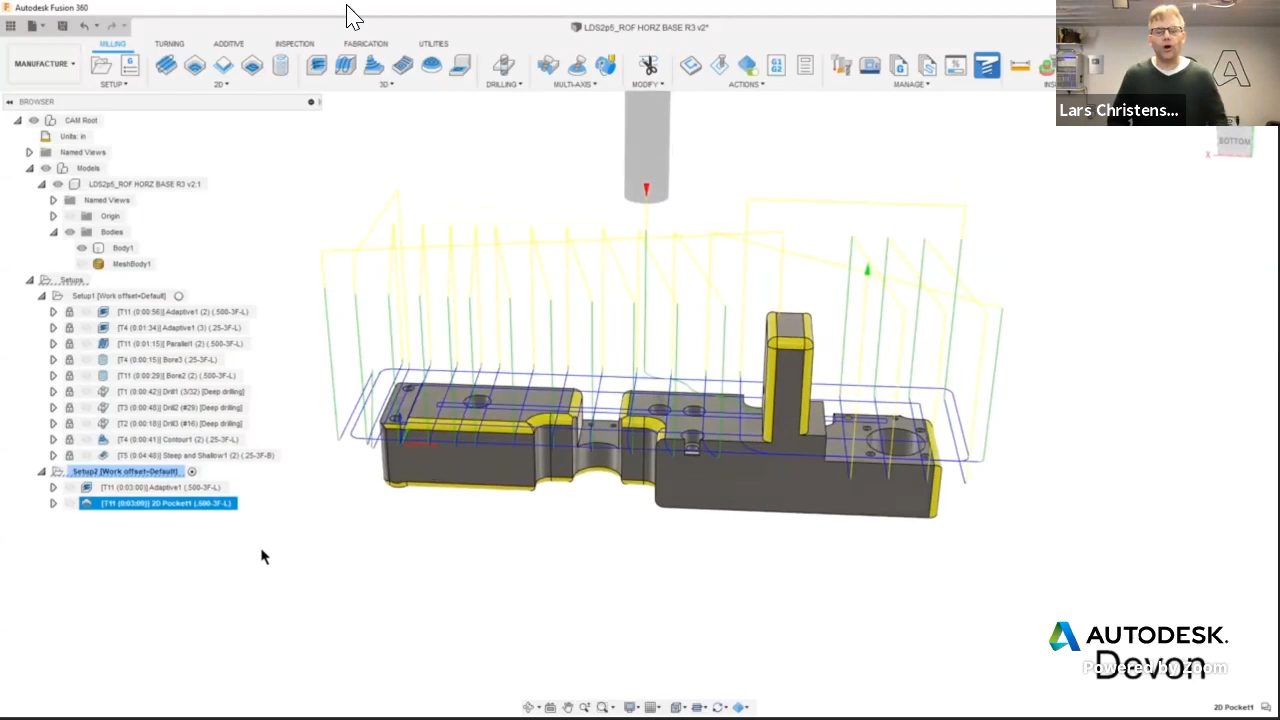 Autodesk Fusion 360
LDS2p5_ROF HORZ BASE R3 v2*
MILLING TURNING ADDITIVE INSPECTION FABRICATION UTILITIES
MANUFACTURE
SETUP 2D 3D DRILLING MULTI-AXIS MODIFY ACTIONS MANAGE
G1
G2
BROWSER
CAM Root
Units: in
Named Views
Models
LDS2p5_ROF HORZ BASE R3 v2:1
Named Views
Origin
Bodies
Body1
MeshBody1
Setups
Setup1 [Work offset=Default]
[T11 (0:00:56)] Adaptive1 (2) (.500-3F-L)
[T4 (0:01:34)] Adaptive1 (3) (.25-3F-L)
[T11 (0:01:15)] Parallel1 (2) (.500-3F-L)
[T4 (0:00:15)] Bore3 (.25-3F-L)
[T11 (0:00:29)] Bore2 (2) (.500-3F-L)
[T1 (0:00:42)] Drill1 (3/32) [Deep drilling]
[T3 (0:00:48)] Drill2 (#29) [Deep drilling]
[T2 (0:00:18)] Drill3 (#16) [Deep drilling]
[T4 (0:00:41)] Contour1 (2) (.25-3F-L)
[T5 (0:04:48)] Steep and Shallow1 (2) (.25-3F-B)
Setup2 [Work offset=Default]
[T11 (0:03:00)] Adaptive1 (.500-3F-L)
[T11 (0:03:09)] 2D Pocket1 (.500-3F-L)
Lars Christens...
BOTTOM
X
AUTODESK.
Devon
Powered by Zoom
2D Pocket1